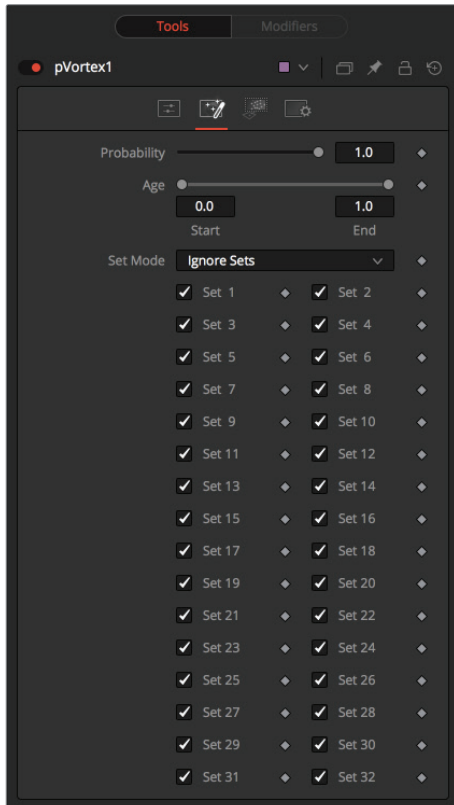 Tools Modifiers
pVortex1
Probability 1.0
Age
0.0 1.0
Start End
Set Mode Ignore Sets
Set 1 Set 2
Set 3 Set 4
Set 5 Set 6
Set 7 Set 8
Set 9 Set 10
Set 11 Set 12
Set 13 Set 14
Set 15 Set 16
Set 17 Set 18
Set 19 Set 20
Set 21 Set 22
Set 23 Set 24
Set 25 Set 26
Set 27 Set 28
Set 29 Set 30
Set 31 Set 32